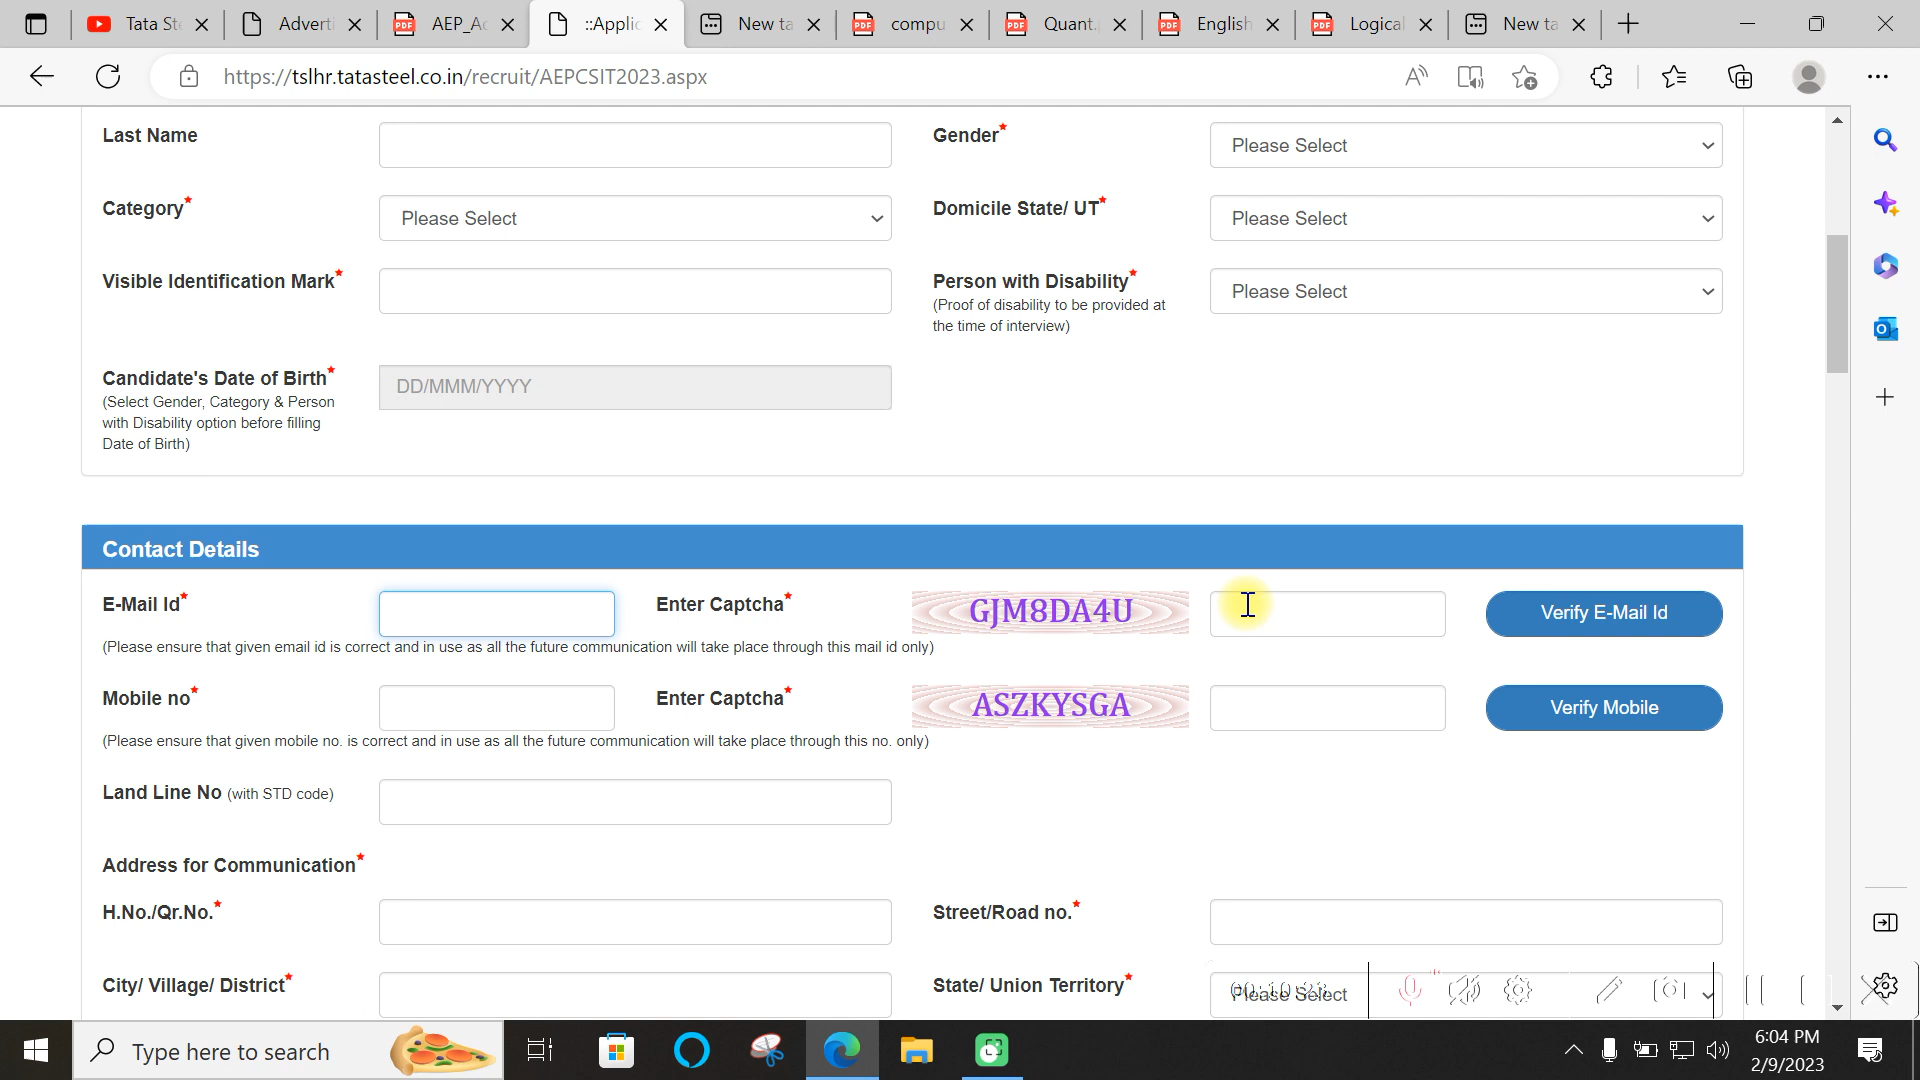 Tata St
Adverti
AEP_Ad
::Applic
New ta
compu
Quant.
English
Logical
New ta
https://tslhr.tatasteel.co.in/recruit/AEPCSIT2023.aspx
Last Name
Gender*
Please Select
Category*
Please Select
Domicile State/ UT*
Please Select
Visible Identification Mark*
Person with Disability*
(Proof of disability to be provided at
the time of interview)
Please Select
Candidate's Date of Birth*
(Select Gender, Category & Person
with Disability option before filling
Date of Birth)
DD/MMM/YYYY
Contact Details
E-Mail Id*
Enter Captcha*
GJM8DA4U
Verify E-Mail Id
(Please ensure that given email id is correct and in use as all the future communication will take place through this mail id only)
Mobile no*
Enter Captcha*
ASZKYSGA
Verify Mobile
(Please ensure that given mobile no. is correct and in use as all the future communication will take place through this no. only)
Land Line No (with STD code)
Address for Communication*
H.No./Qr.No.*
Street/Road no.*
City/ Village/ District*
State/ Union Territory*
Please Select
Type here to search
6:04 PM
2/9/2023